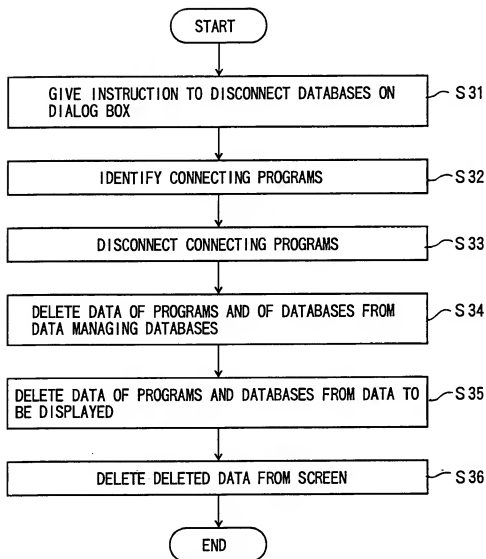 START
GIVE INSTRUCTION TO DISCONNECT DATABASES ON
DIALOG BOX
S31
IDENTIFY CONNECTING PROGRAMS
S32
DISCONNECT CONNECTING PROGRAMS
S33
DELETE DATA OF PROGRAMS AND OF DATABASES FROM
DATA MANAGING DATABASES
S34
DELETE DATA OF PROGRAMS AND DATABASES FROM DATA TO
BE DISPLAYED
S35
DELETE DELETED DATA FROM SCREEN
S36
END